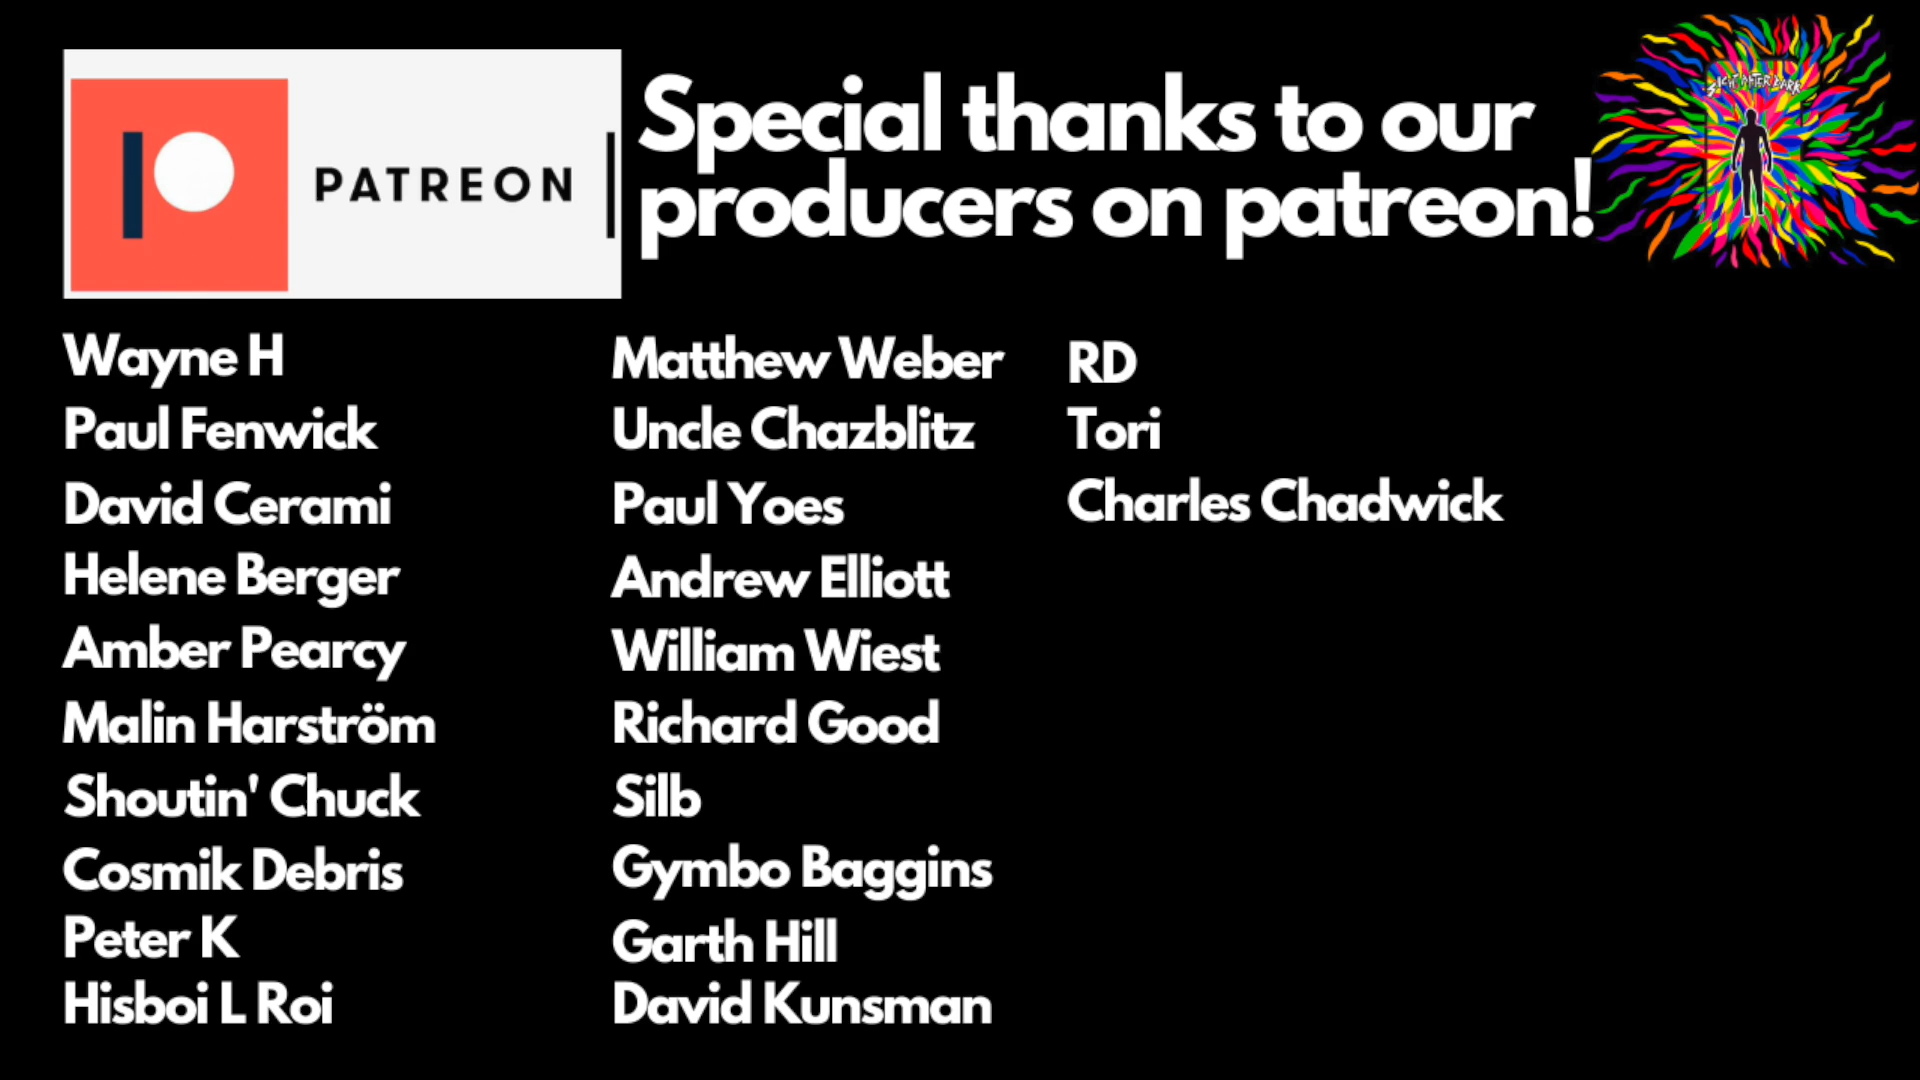 PATREON
Special thanks to our
producers on patreon!
Wayne H
Paul Fenwick
David Cerami
Helene Berger
Amber Pearcy
Malin Harström
Shoutin' Chuck
Cosmik Debris
Peter K
Hisboi L Roi
Matthew Weber
Uncle Chazblitz
Paul Yoes
Andrew Elliott
William Wiest
Richard Good
Silb
Gymbo Baggins
Garth Hill
David Kunsman
RD
Tori
Charles Chadwick